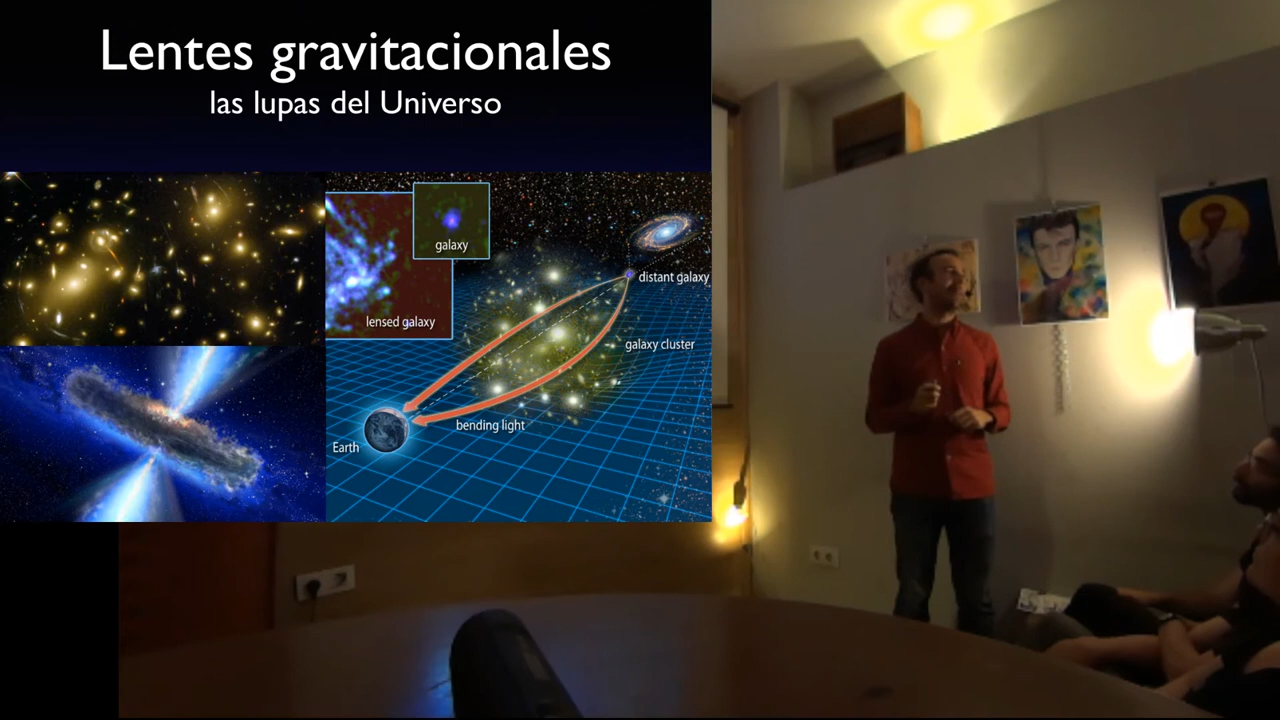 Lentes gravitacionales
las lupas del Universo
galaxy
lensed galaxy
distant galaxy
galaxy cluster
bending light
Earth